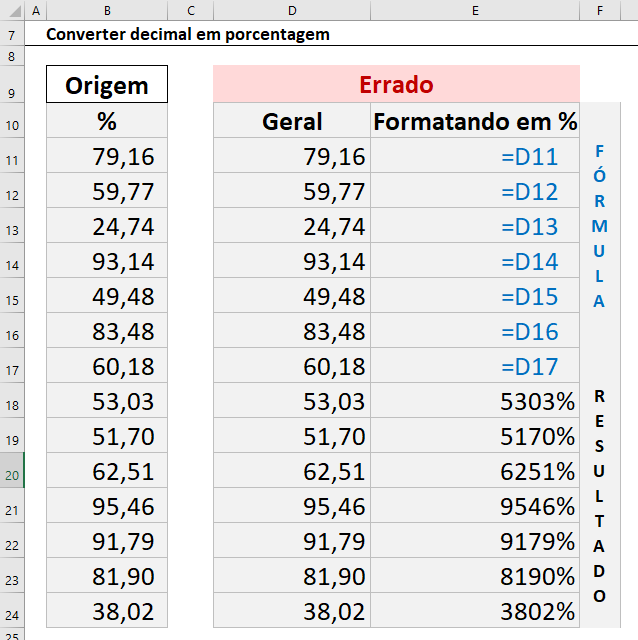 A B C D E F
7 Converter decimal em porcentagem
8
9 Origem Errado
10 % Geral Formatando em %
11 79,16 79,16 =D11
12 59,77 59,77 =D12
13 24,74 24,74 =D13
14 93,14 93,14 =D14
15 49,48 49,48 =D15
16 83,48 83,48 =D16
17 60,18 60,18 =D17
18 53,03 53,03 5303%
19 51,70 51,70 5170%
20 62,51 62,51 6251%
21 95,46 95,46 9546%
22 91,79 91,79 9179%
23 81,90 81,90 8190%
24 38,02 38,02 3802%
25
FÓRMULA
RESULTADO